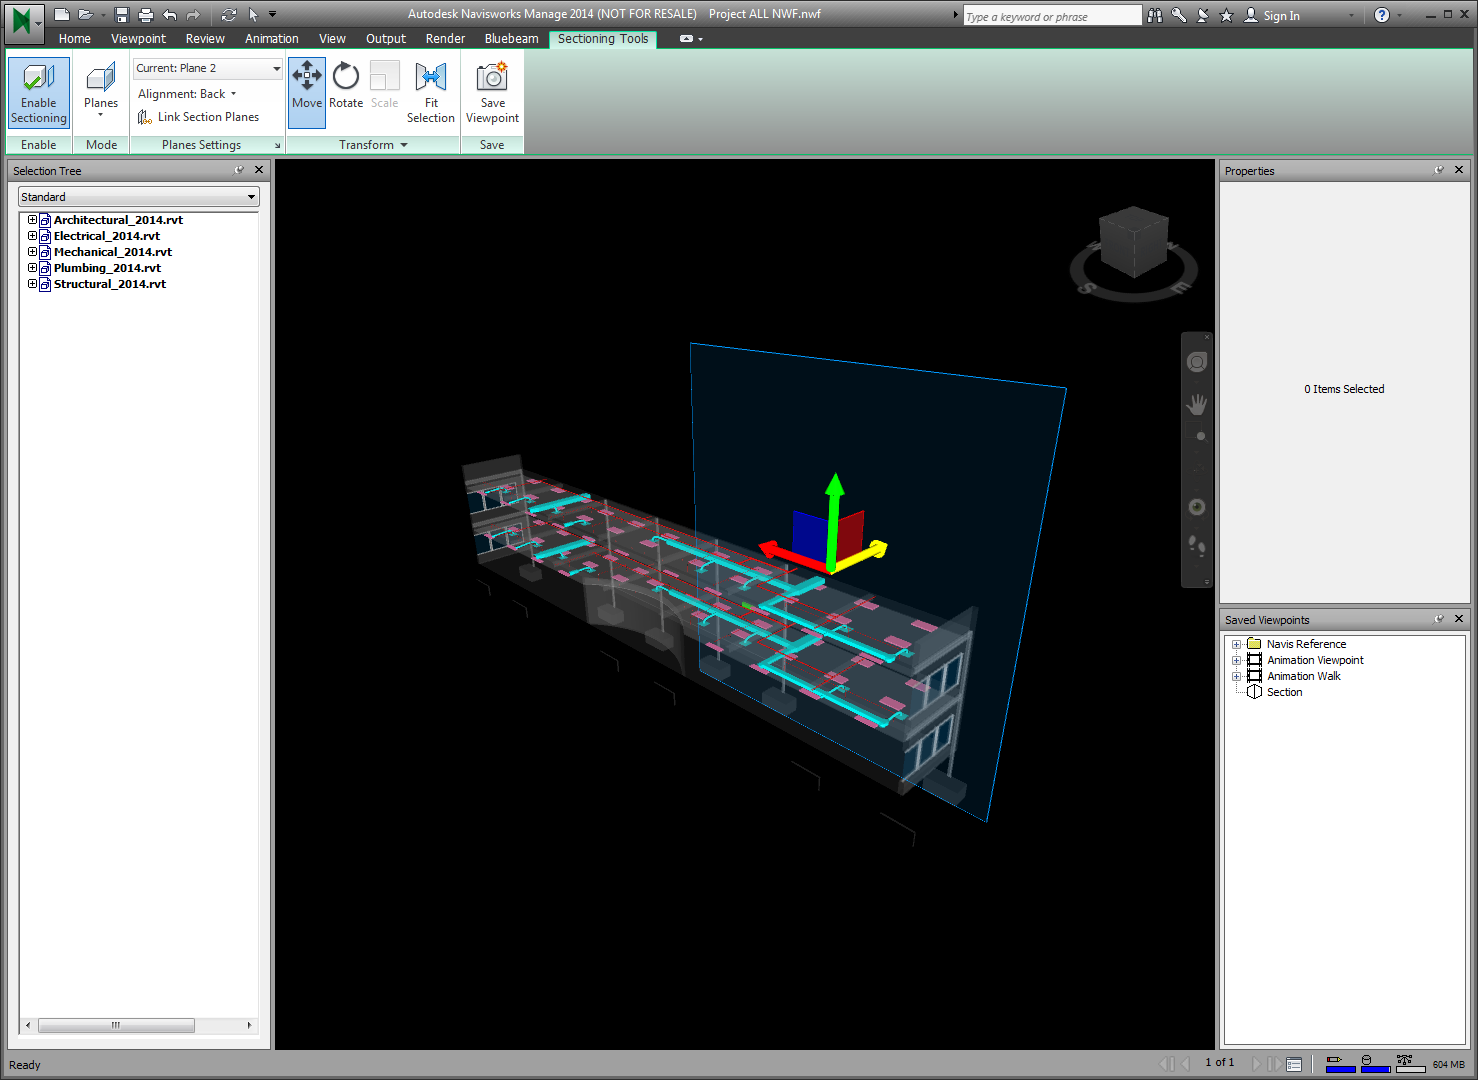 Autodesk Navisworks Manage 2014 (NOT FOR RESALE) Project ALL NWF.nwf
Type a keyword or phrase
Sign In
Home Viewpoint Review Animation View Output Render Bluebeam Sectioning Tools
Enable Sectioning
Planes
Current: Plane 2
Alignment: Back
Link Section Planes
Move
Rotate
Scale
Fit Selection
Save Viewpoint
Enable Mode Planes Settings Transform Save
Selection Tree
Standard
Architectural_2014.rvt
Electrical_2014.rvt
Mechanical_2014.rvt
Plumbing_2014.rvt
Structural_2014.rvt
N
S
E
Properties
0 Items Selected
Saved Viewpoints
Navis Reference
Animation Viewpoint
Animation Walk
Section
Ready
1 of 1
604 MB